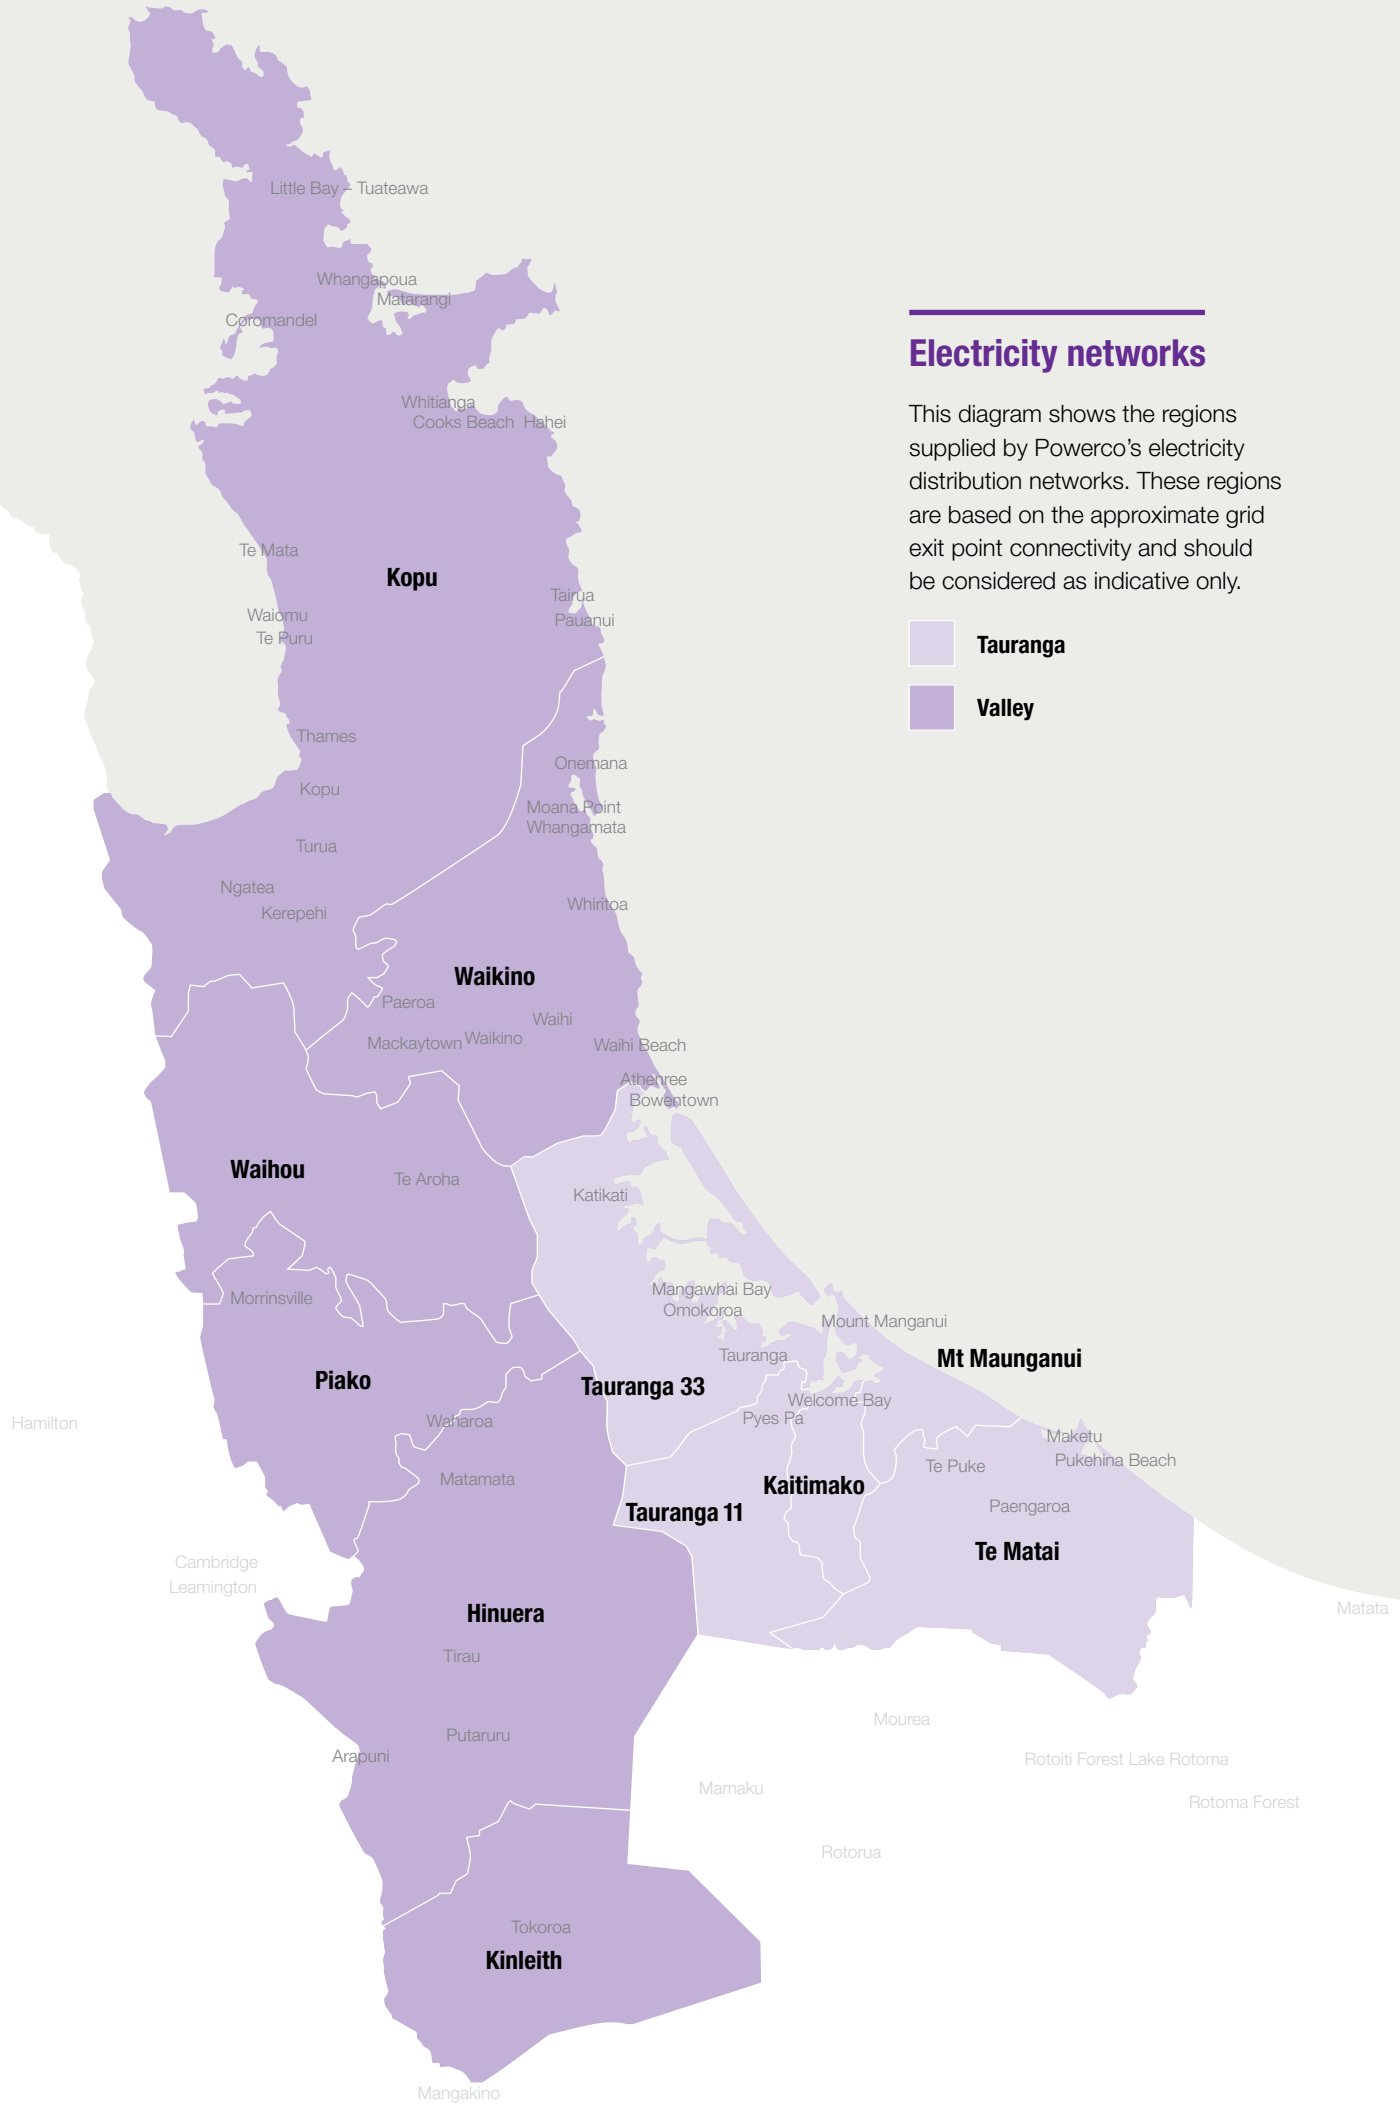 Little Bay – Tuateawa
Whangapoua
Matarangi
Coromandel
Electricity networks
This diagram shows the regions
supplied by Powerco’s electricity
distribution networks. These regions
are based on the approximate grid
exit point connectivity and should
be considered as indicative only.
Tauranga
Valley
Whitianga
Cooks Beach Hahei
Te Mata
Kopu
Tairua
Waiomu
Pauanui
Te Puru
Thames
Onemana
Kopu
Moana Point
Whangamata
Turua
Ngatea
Whiritoa
Kerepehi
Waikino
Paeroa
Waihi
Mackaytown
Waikino
Waihi Beach
Athenree
Bowentown
Waihou
Te Aroha
Katikati
Mangawhai Bay
Morrinsville
Omokoroa
Mount Manganui
Tauranga
Mt Maunganui
Piako
Tauranga 33
Welcome Bay
Pyes Pa
Hamilton
Waharoa
Maketu
Pukehina Beach
Te Puke
Matamata
Kaitimako
Paengaroa
Tauranga 11
Te Matai
Cambridge
Leamington
Matata
Hinuera
Tirau
Mourea
Putaruru
Arapuni
Rotoiti Forest Lake Rotoma
Mamaku
Rotoma Forest
Rotorua
Tokoroa
Kinleith
Mangakino